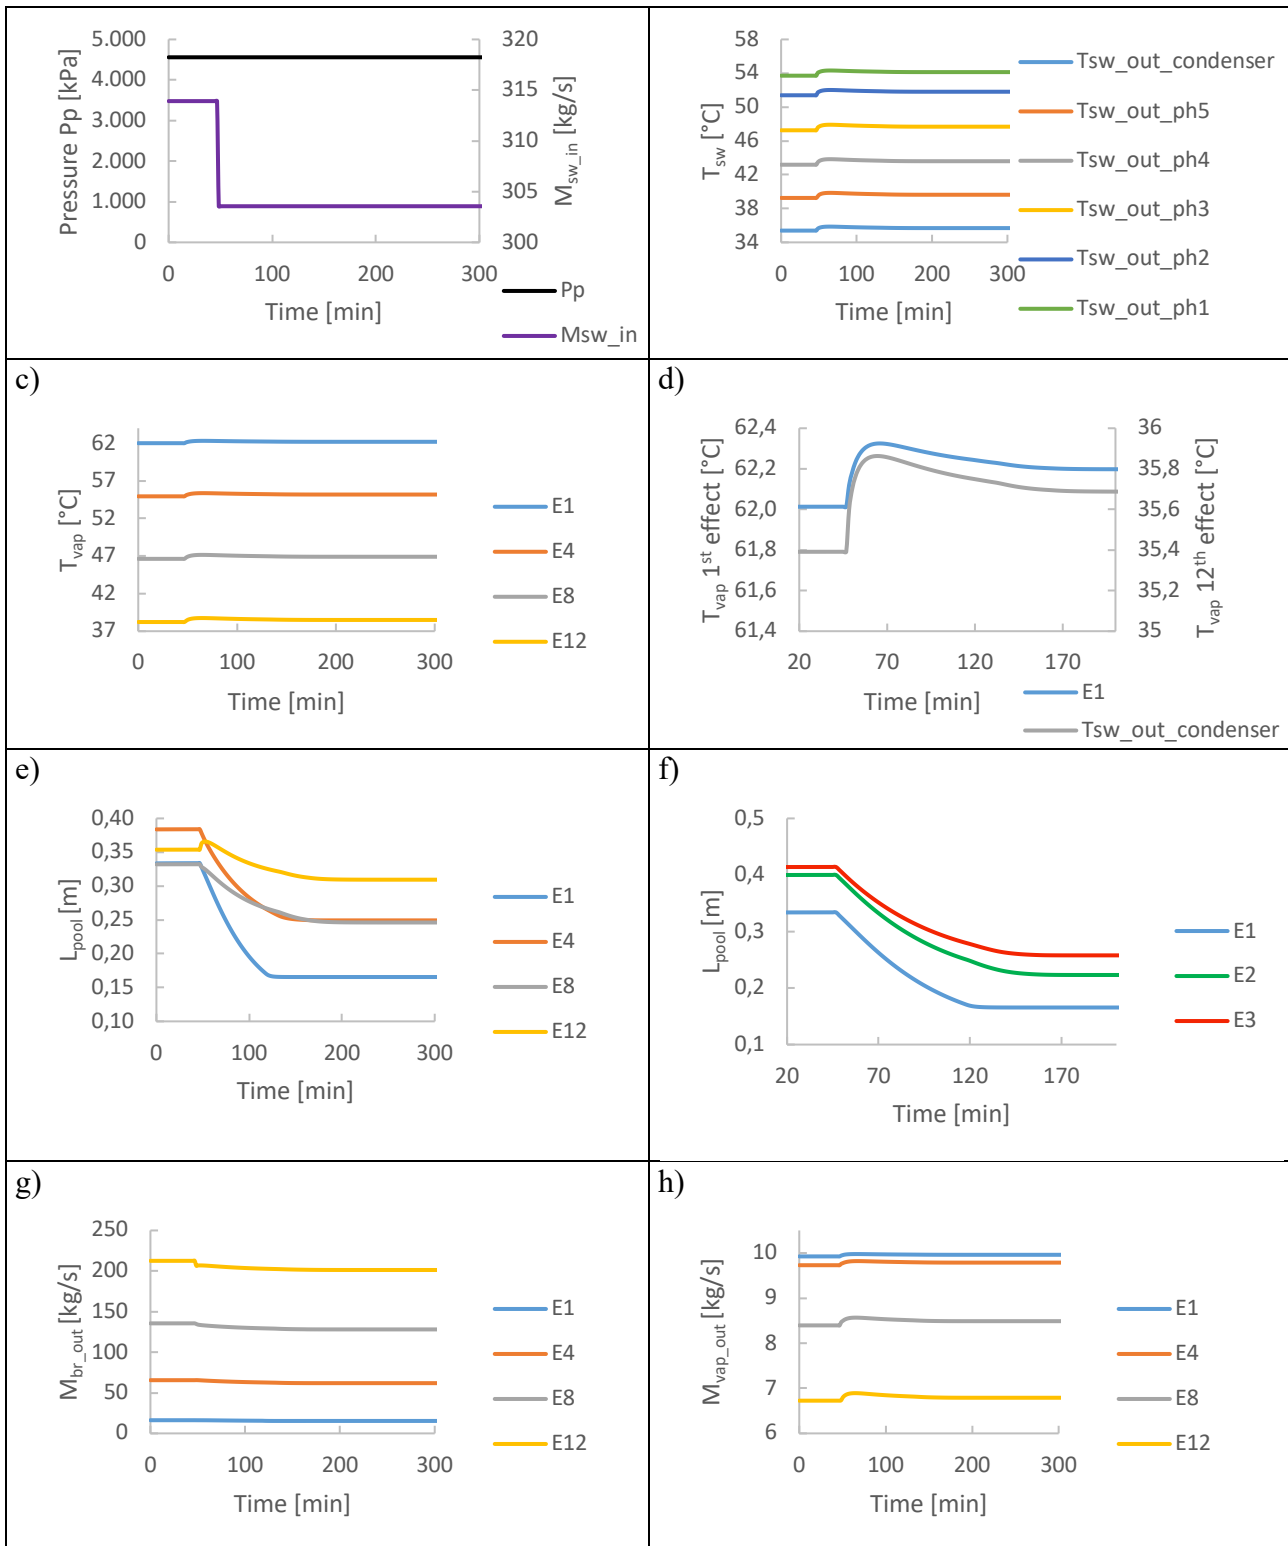 5.000
4.000
3.000
2.000
1.000
0
Pressure Pp [kPa]
320
315
310
305
300
M_sw_in [kg/s]
0 100 200 300
Time [min]
Pp
Msw_in
58
54
50
46
42
38
34
T_sw [°C]
0 100 200 300
Time [min]
Tsw_out_condenser
Tsw_out_ph5
Tsw_out_ph4
Tsw_out_ph3
Tsw_out_ph2
Tsw_out_ph1
c)
62
57
52
47
42
37
T_vap [°C]
0 100 200 300
Time [min]
E1
E4
E8
E12
d)
62,4
62,2
62,0
61,8
61,6
61,4
T_vap 1st effect [°C]
36
35,8
35,6
35,4
35,2
35
T_vap 12th effect [°C]
20 70 120 170
Time [min]
E1
Tsw_out_condenser
e)
0,40
0,35
0,30
0,25
0,20
0,15
0,10
L_pool [m]
0 100 200 300
Time [min]
E1
E4
E8
E12
f)
0,5
0,4
0,3
0,2
0,1
L_pool [m]
20 70 120 170
Time [min]
E1
E2
E3
g)
250
200
150
100
50
0
M_br_out [kg/s]
0 100 200 300
Time [min]
E1
E4
E8
E12
h)
10
9
8
7
6
M_vap_out [kg/s]
0 100 200 300
Time [min]
E1
E4
E8
E12